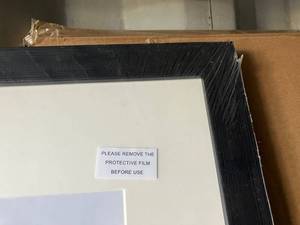 PLEASE REMOVE THE
PROTECTIVE FILM
BEFORE USE